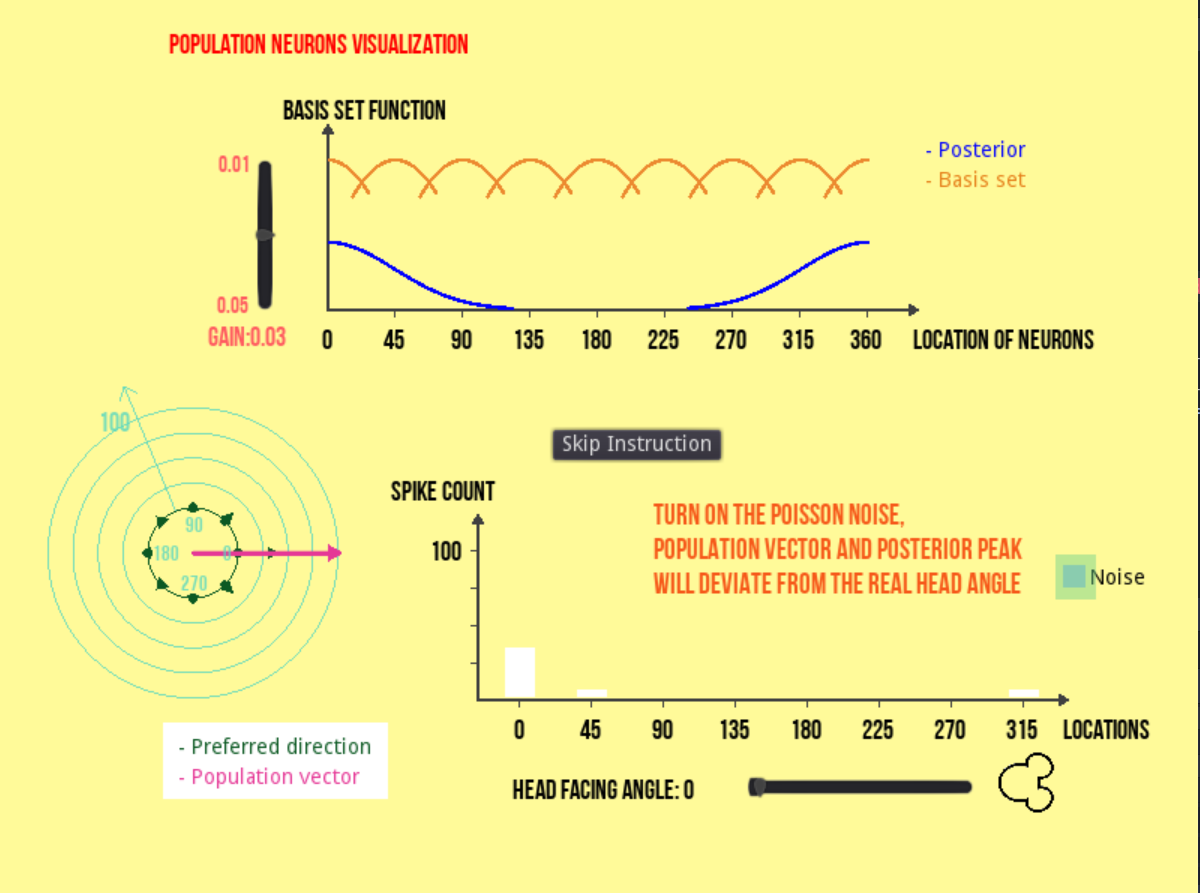 POPULATION NEURONS VISUALIZATION
BASIS SET FUNCTION
0.01
0.05
GAIN:0.03
0 45 90 135 180 225 270 315 360 LOCATION OF NEURONS
- Posterior
- Basis set
100
90
180 0
270
- Preferred direction
- Population vector
Skip Instruction
SPIKE COUNT
100
TURN ON THE POISSON NOISE,
POPULATION VECTOR AND POSTERIOR PEAK
WILL DEVIATE FROM THE REAL HEAD ANGLE
Noise
0 45 90 135 180 225 270 315 LOCATIONS
HEAD FACING ANGLE: 0